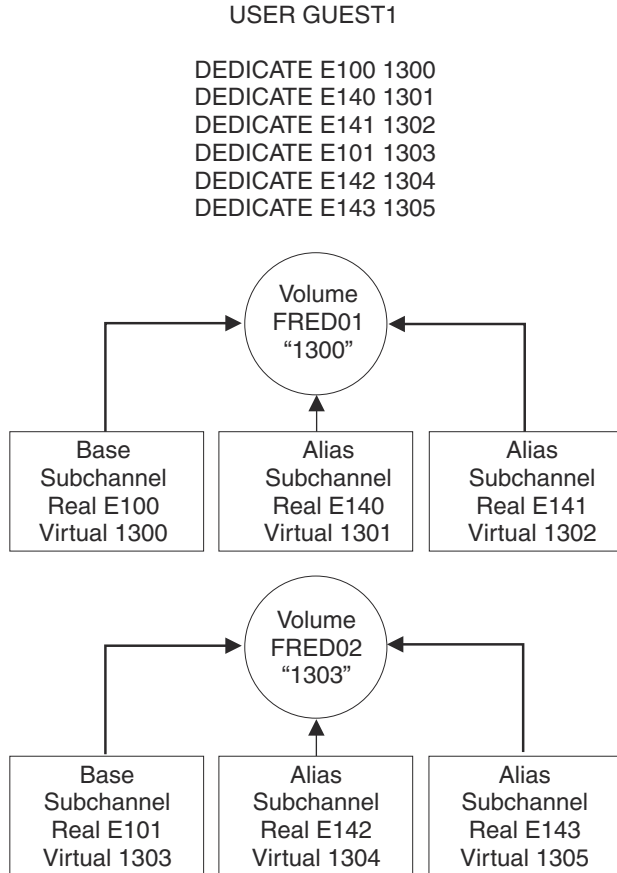 USER GUEST1
DEDICATE E100 1300
DEDICATE E140 1301
DEDICATE E141 1302
DEDICATE E101 1303
DEDICATE E142 1304
DEDICATE E143 1305
Volume
FRED01
“1300”
Base
Subchannel
Real E100
Virtual 1300
Alias
Subchannel
Real E140
Virtual 1301
Alias
Subchannel
Real E141
Virtual 1302
Volume
FRED02
“1303”
Base
Subchannel
Real E101
Virtual 1303
Alias
Subchannel
Real E142
Virtual 1304
Alias
Subchannel
Real E143
Virtual 1305